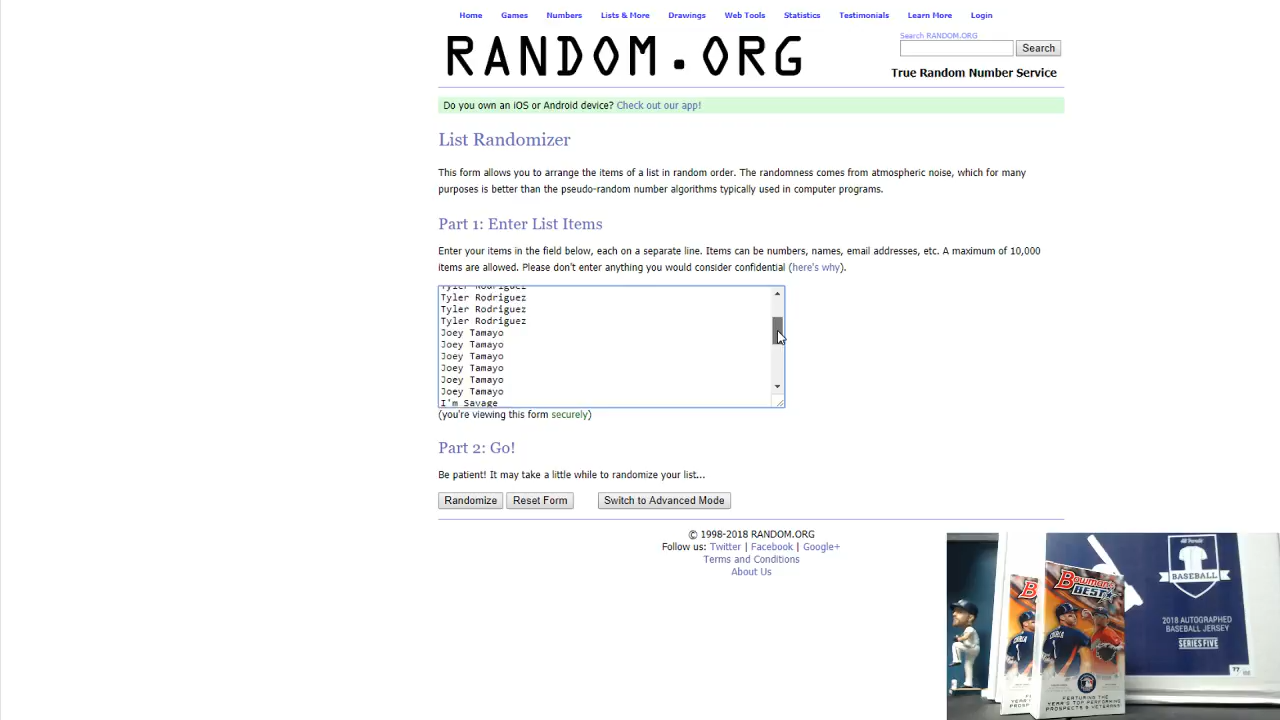 Home Games Numbers Lists & More Drawings Web Tools Statistics Testimonials Learn More Login
RANDOM.ORG
Search RANDOM.ORG
Search
True Random Number Service
Do you own an iOS or Android device? Check out our app!
List Randomizer
This form allows you to arrange the items of a list in random order. The randomness comes from atmospheric noise, which for many
purposes is better than the pseudo-random number algorithms typically used in computer programs.
Part 1: Enter List Items
Enter your items in the field below, each on a separate line. Items can be numbers, names, email addresses, etc. A maximum of 10,000
items are allowed. Please don't enter anything you would consider confidential (here's why).
Tyler Rodriguez
Tyler Rodriguez
Tyler Rodriguez
Tyler Rodriguez
Joey Tamayo
Joey Tamayo
Joey Tamayo
Joey Tamayo
Joey Tamayo
Joey Tamayo
I'm Savage
(you're viewing this form securely)
Part 2: Go!
Be patient! It may take a little while to randomize your list...
Randomize Reset Form Switch to Advanced Mode
© 1998-2018 RANDOM.ORG
Follow us: Twitter | Facebook | Google+
Terms and Conditions
About Us
BASEBALL
2018 AUTOGRAPHED
BASEBALL JERSEY
SERIES FIVE
Bowman's
BEST
FEATURING THE
YEAR'S TOP PERFORMING
PROSPECTS & VETERANS